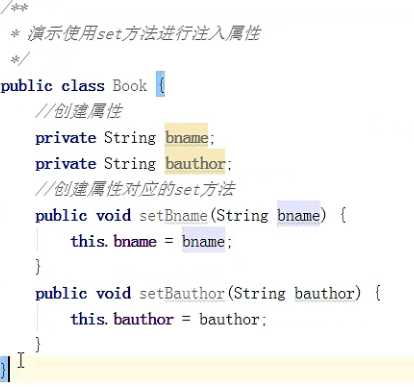 /**
 * 演示使用set方法进行注入属性
 */
public class Book {
    //创建属性
    private String bname;
    private String bauthor;
    //创建属性对应的set方法
    public void setBname(String bname) {
        this.bname = bname;
    }
    public void setBauthor(String bauthor) {
        this.bauthor = bauthor;
    }
}